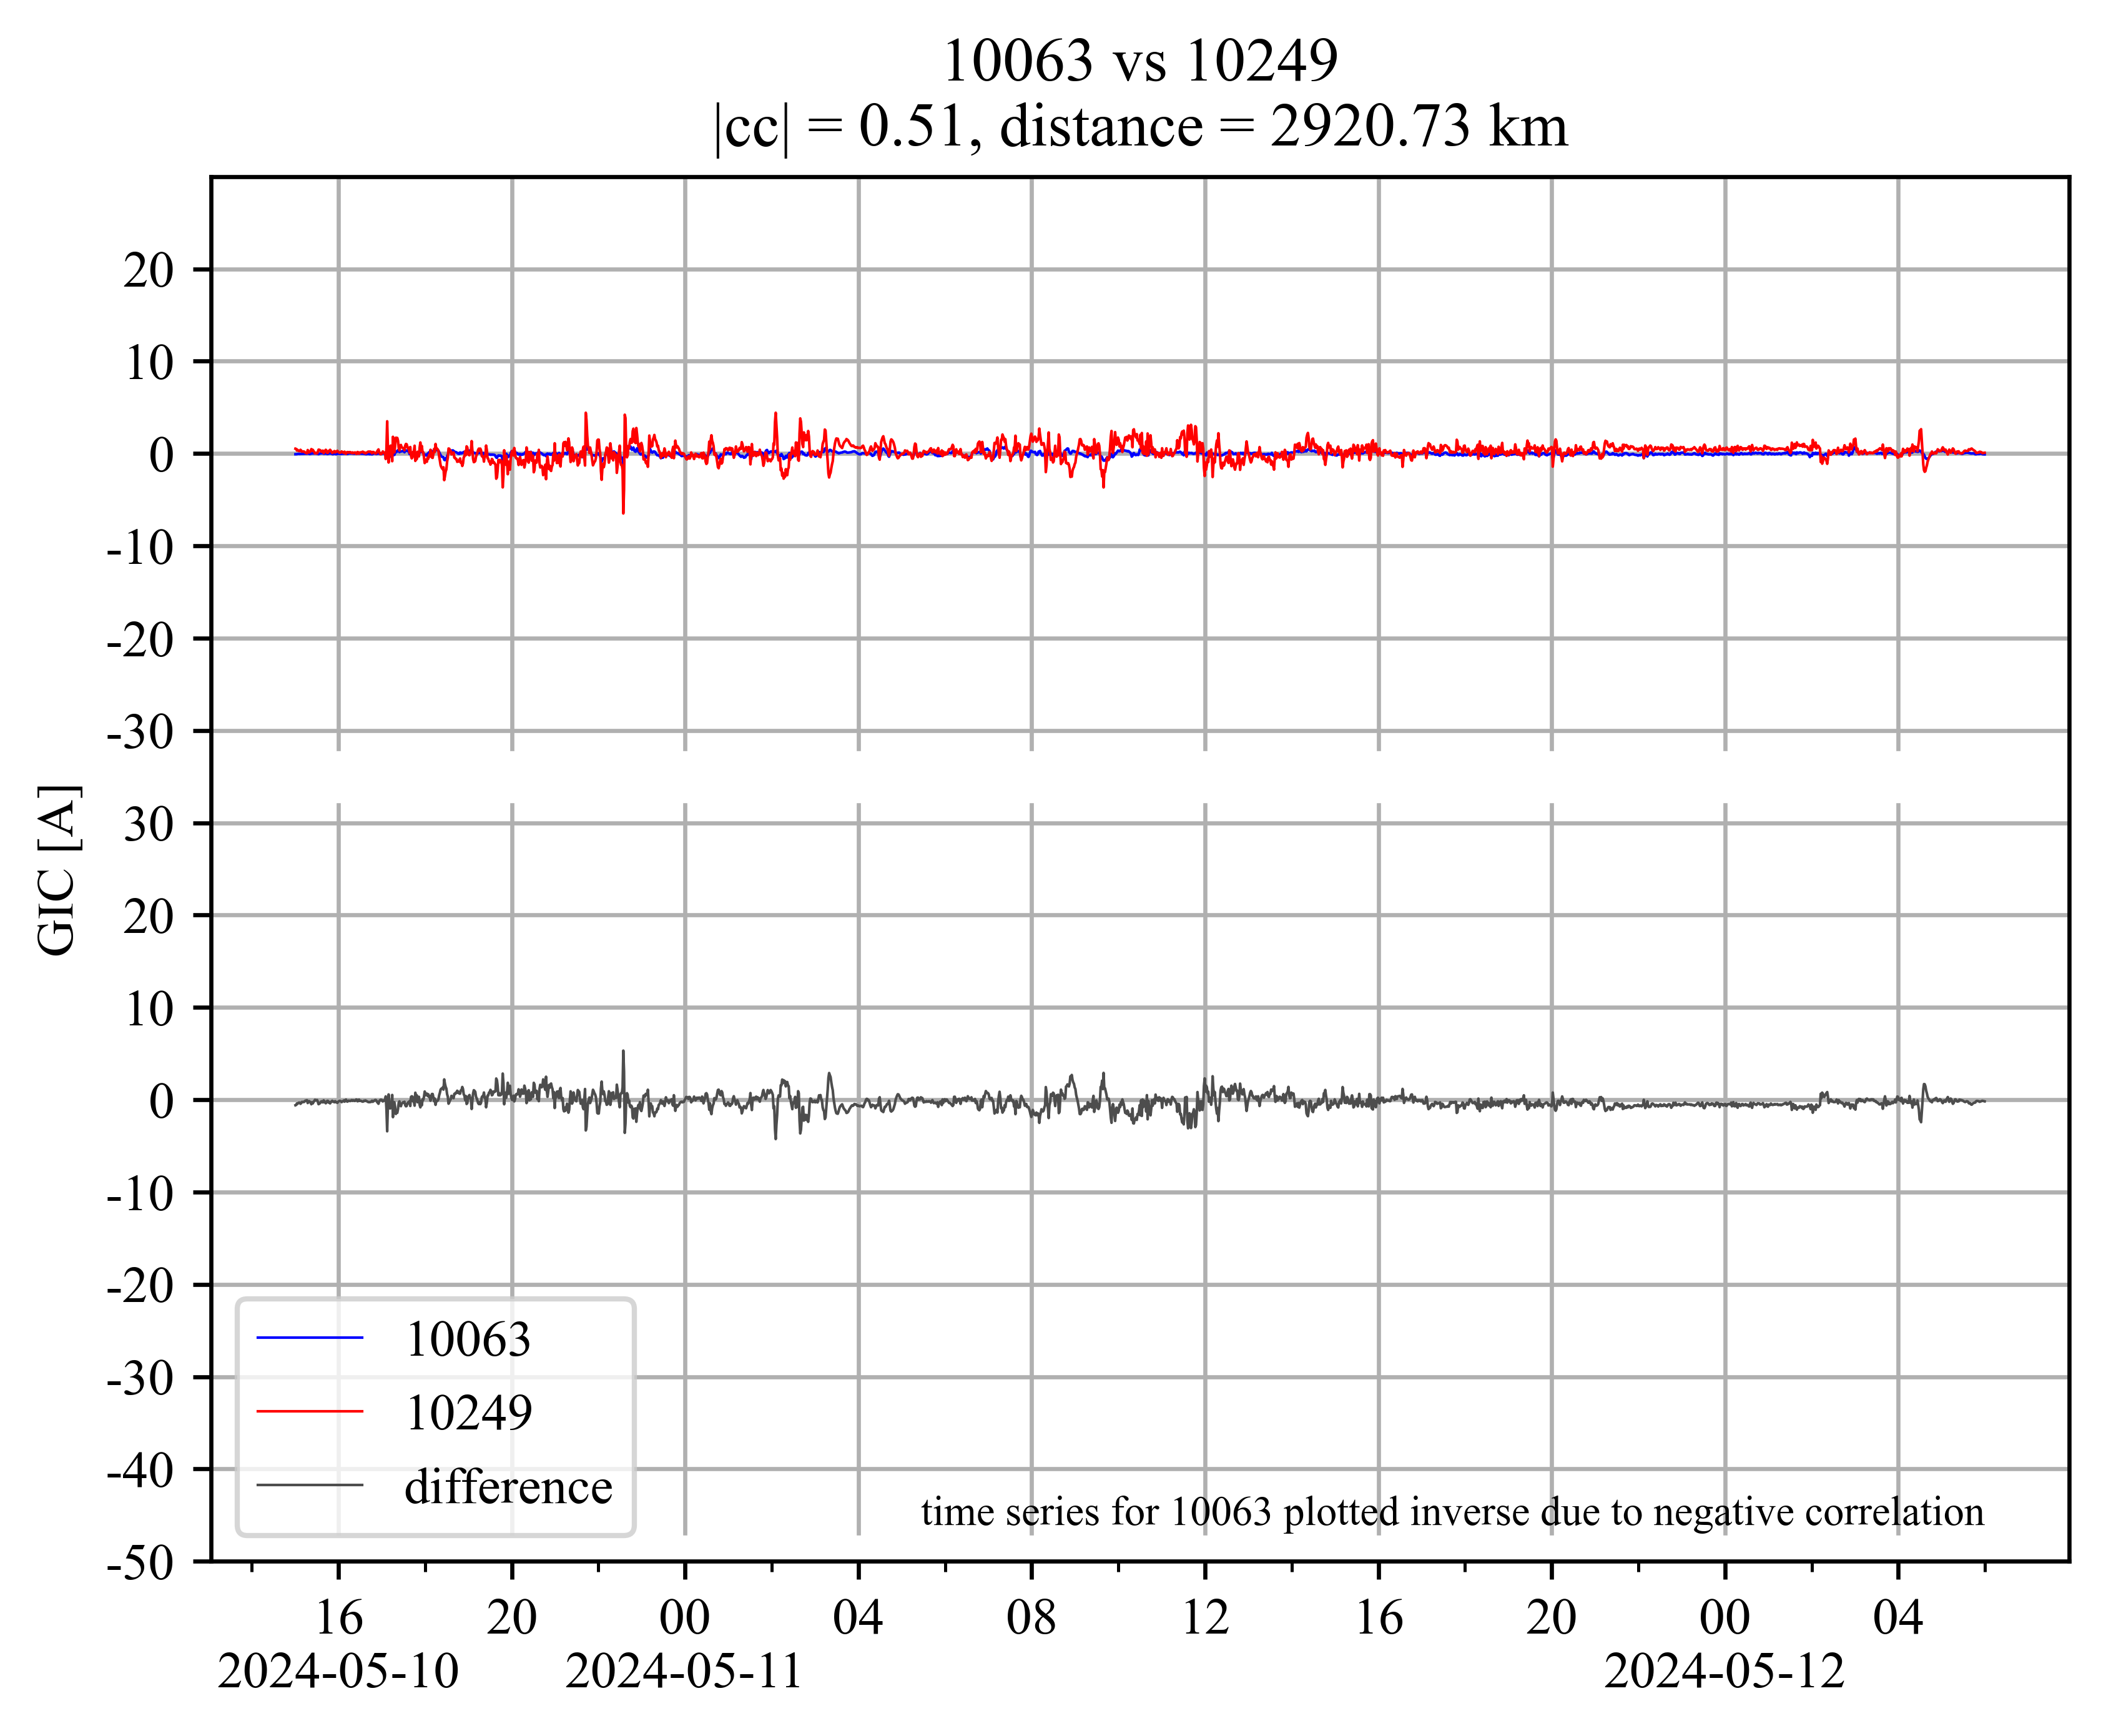 10063 vs 10249
|cc| = 0.51, distance = 2920.73 km
GIC [A]
20
10
0
-10
-20
-30
30
20
10
0
-10
-20
-30
-40
-50
10063
10249
difference
time series for 10063 plotted inverse due to negative correlation
16 20 00 04 08 12 16 20 00 04
2024-05-10 2024-05-11 2024-05-12